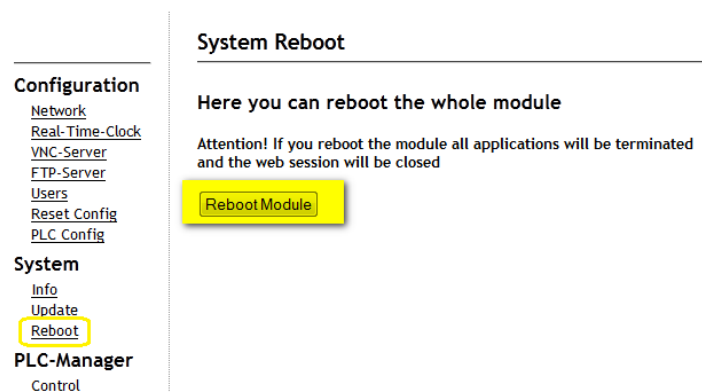 System Reboot
Configuration
Network
Real-Time-Clock
VNC-Server
FTP-Server
Users
Reset Config
PLC Config
System
Info
Update
Reboot
PLC-Manager
Control
Here you can reboot the whole module
Attention! If you reboot the module all applications will be terminated
and the web session will be closed
Reboot Module